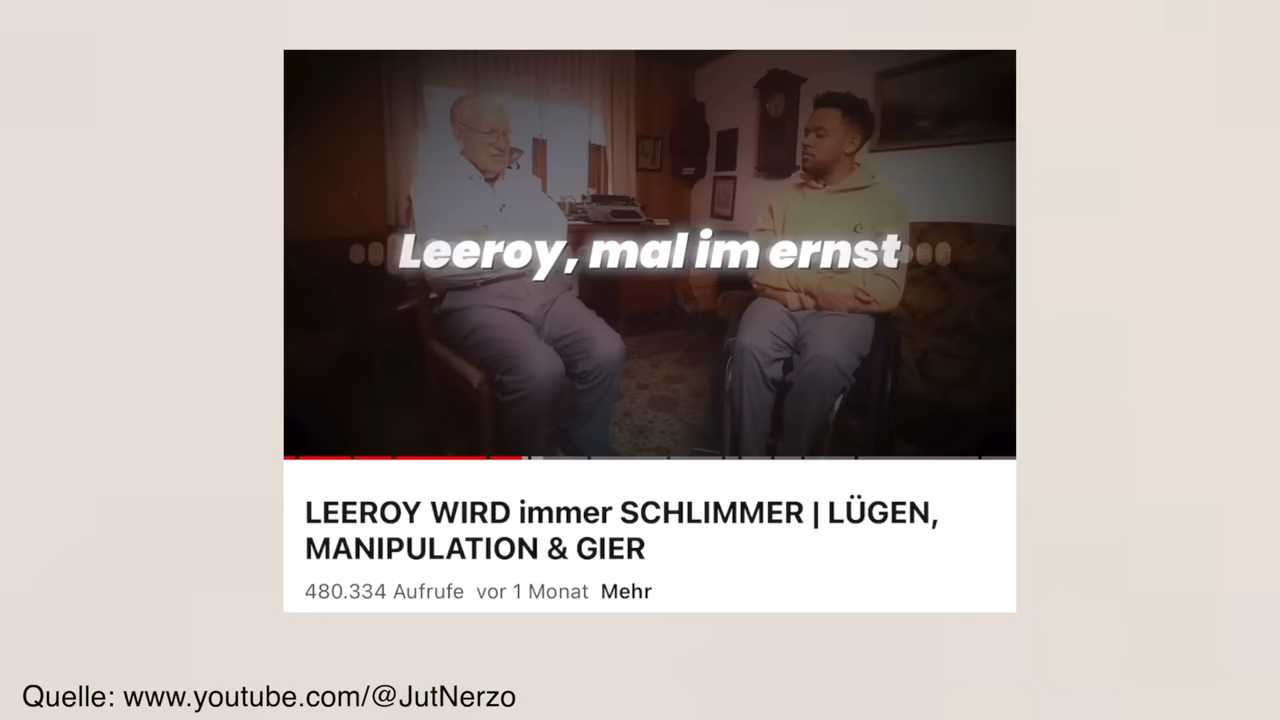 Leeroy, mal im ernst
LEEROY WIRD immer SCHLIMMER | LÜGEN,
MANIPULATION & GIER
480.334 Aufrufe vor 1 Monat Mehr
Quelle: www.youtube.com/@JutNerzo